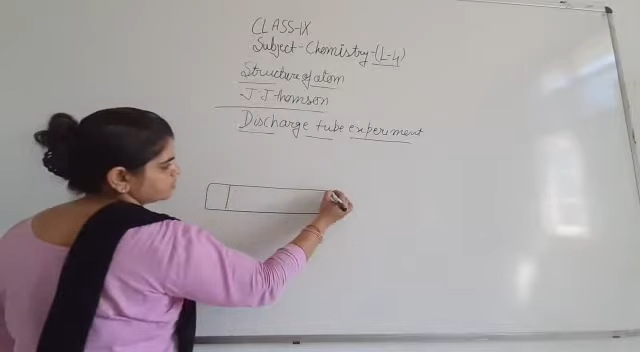 CLASS-IX
Subject-Chemistry-(L-4)
Structure of atom
J J Thomson
Discharge tube experiment